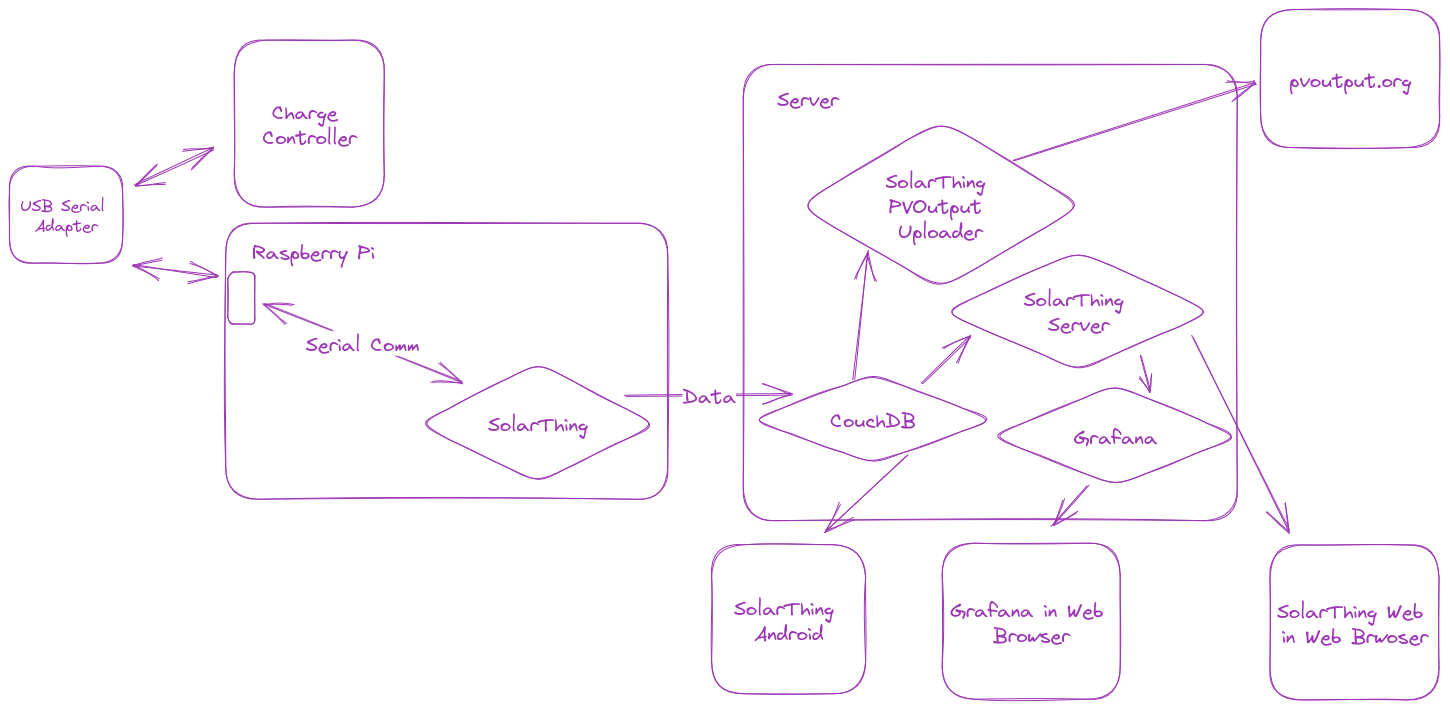 Charge
Controller
USB Serial
Adapter
Raspberry Pi
Serial Comm
SolarThing
Data
Server
pvoutput.org
SolarThing
PVOutput
Uploader
SolarThing
Server
CouchDB
Grafana
SolarThing
Android
Grafana in Web
Browser
SolarThing Web
in Web Brwoser